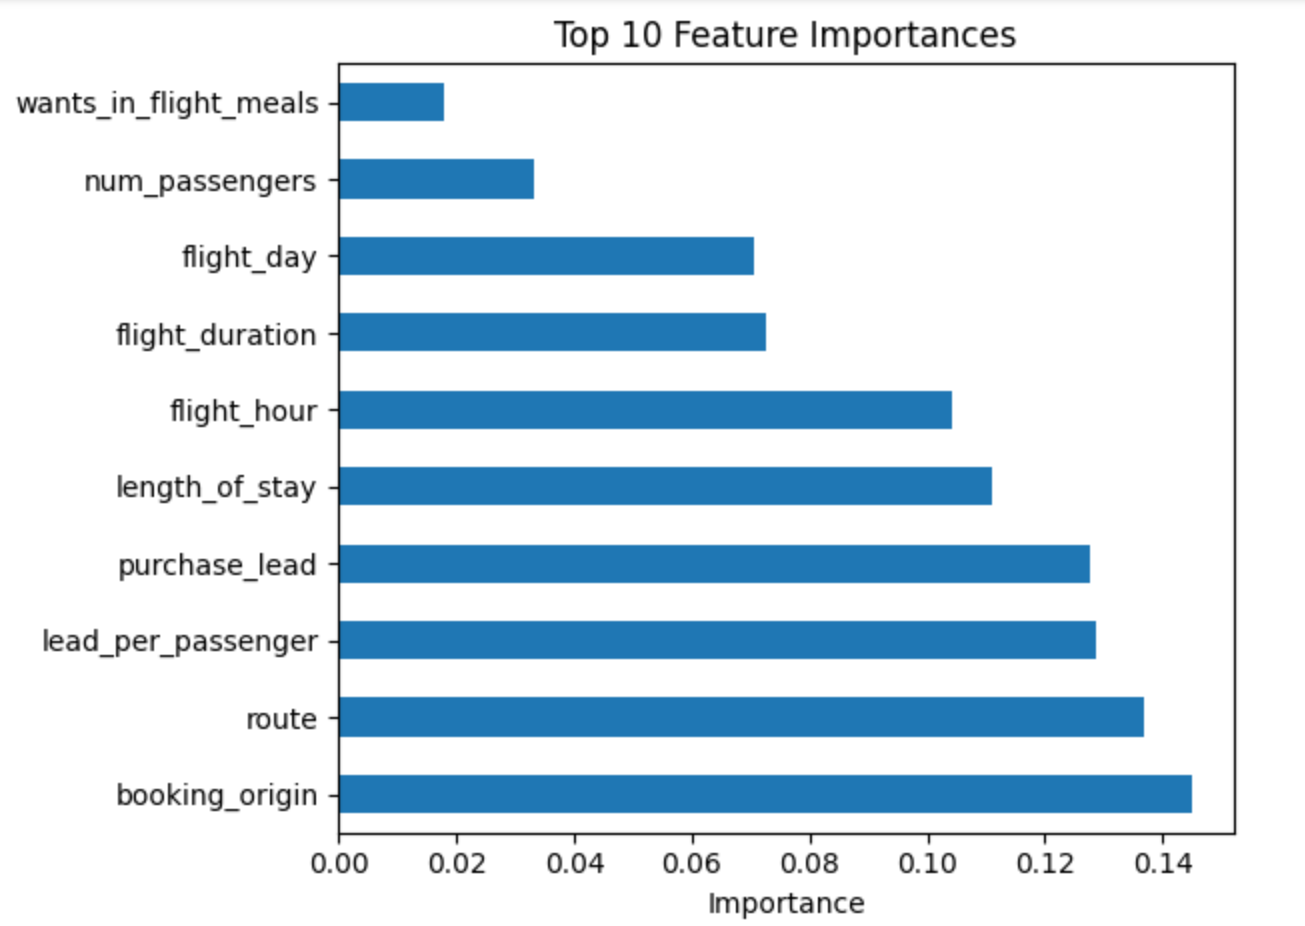 Top 10 Feature Importances
wants_in_flight_meals
num_passengers
flight_day
flight_duration
flight_hour
length_of_stay
purchase_lead
lead_per_passenger
route
booking_origin
0.00 0.02 0.04 0.06 0.08 0.10 0.12 0.14
Importance